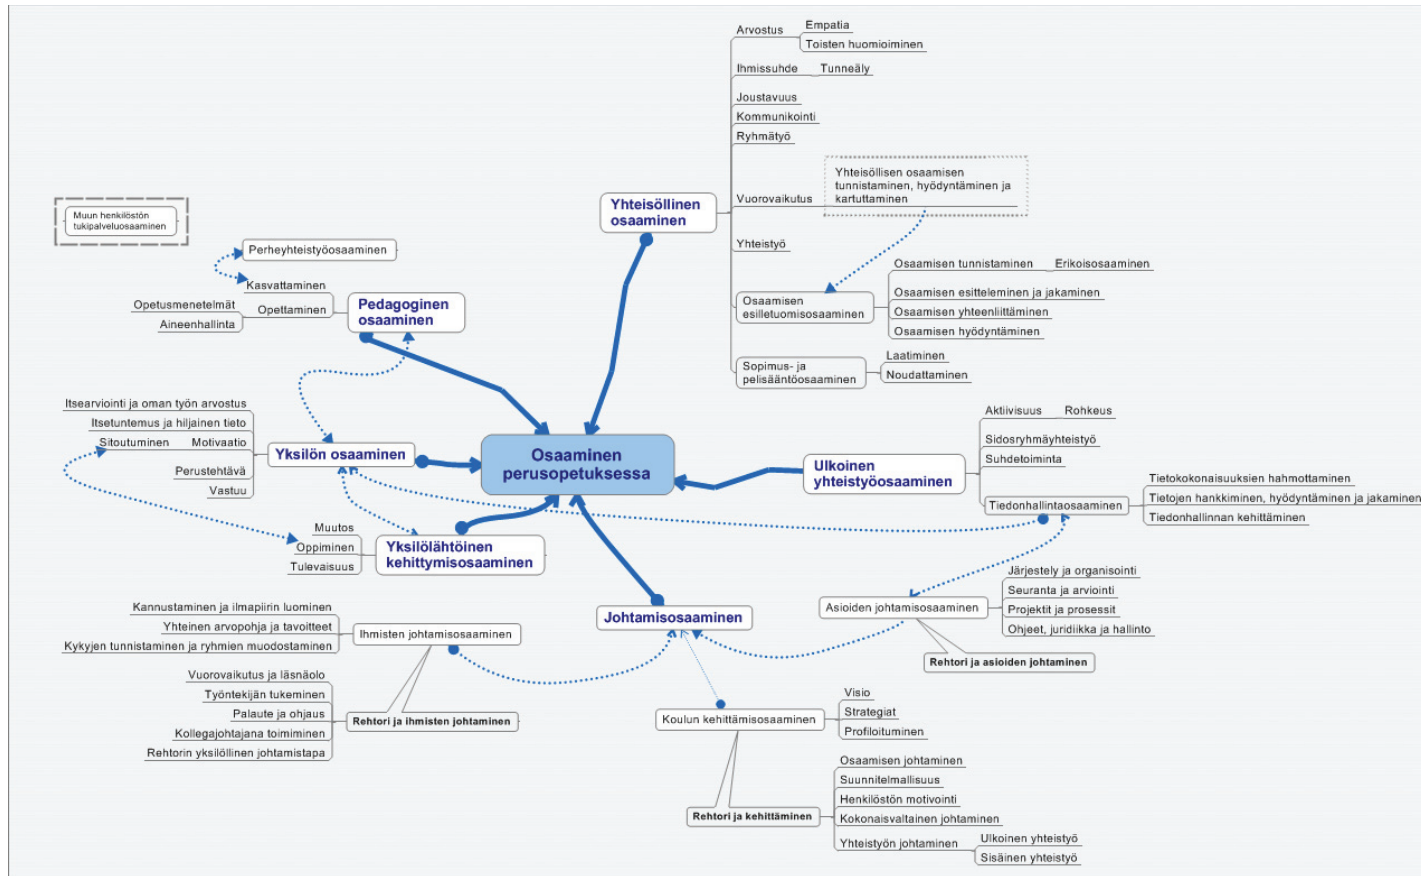 Arvostus
Empatia
Toisten huomioiminen
Ihmissuhde
Tunneäly
Joustavuus
Kommunikointi
Ryhmätyö
Yhteisöllinen
osaaminen
Vuorovaikutus
Yhteisöllisen osaamisen
tunnistaminen, hyödyntäminen ja
kartuttaminen
Yhteistyö
Osaamisen
esilletuomisosaaminen
Osaamisen tunnistaminen
Erikoisosaaminen
Osaamisen esitteleminen ja jakaminen
Osaamisen yhteenliittäminen
Osaamisen hyödyntäminen
Sopimus- ja
pelisääntöosaaminen
Laatiminen
Noudattaminen
Muun henkilöstön
tukipalveluosaaminen
Perheyhteistyöosaaminen
Kasvattaminen
Opetusmenetelmät
Opettaminen
Aineenhallinta
Pedagoginen
osaaminen
Itsearviointi ja oman työn arvostus
Itsetuntemus ja hiljainen tieto
Sitoutuminen
Motivaatio
Perustehtävä
Vastuu
Yksilön osaaminen
Osaaminen
perusopetuksessa
Ulkoinen
yhteistyöosaaminen
Aktiivisuus
Rohkeus
Sidosryhmäyhteistyö
Suhdetoiminta
Tiedonhallintaosaaminen
Tietokokonaisuuksien hahmottaminen
Tietojen hankkiminen, hyödyntäminen ja jakaminen
Tiedonhallinnan kehittäminen
Muutos
Oppiminen
Tulevaisuus
Yksilölähtöinen
kehittymisosaaminen
Johtamisosaaminen
Asioiden johtamisosaaminen
Järjestely ja organisointi
Seuranta ja arviointi
Projektit ja prosessit
Ohjeet, juridiikka ja hallinto
Rehtori ja asioiden johtaminen
Kannustaminen ja ilmapiirin luominen
Yhteinen arvopohja ja tavoitteet
Kykyjen tunnistaminen ja ryhmien muodostaminen
Ihmisten johtamisosaaminen
Vuorovaikutus ja läsnäolo
Työntekijän tukeminen
Palaute ja ohjaus
Kollegajohtajana toimiminen
Rehtorin yksilöllinen johtamistapa
Rehtori ja ihmisten johtaminen
Koulun kehittämisosaaminen
Visio
Strategiat
Profiloituminen
Rehtori ja kehittäminen
Osaamisen johtaminen
Suunnitelmallisuus
Henkilöstön motivointi
Kokonaisvaltainen johtaminen
Yhteistyön johtaminen
Ulkoinen yhteistyö
Sisäinen yhteistyö